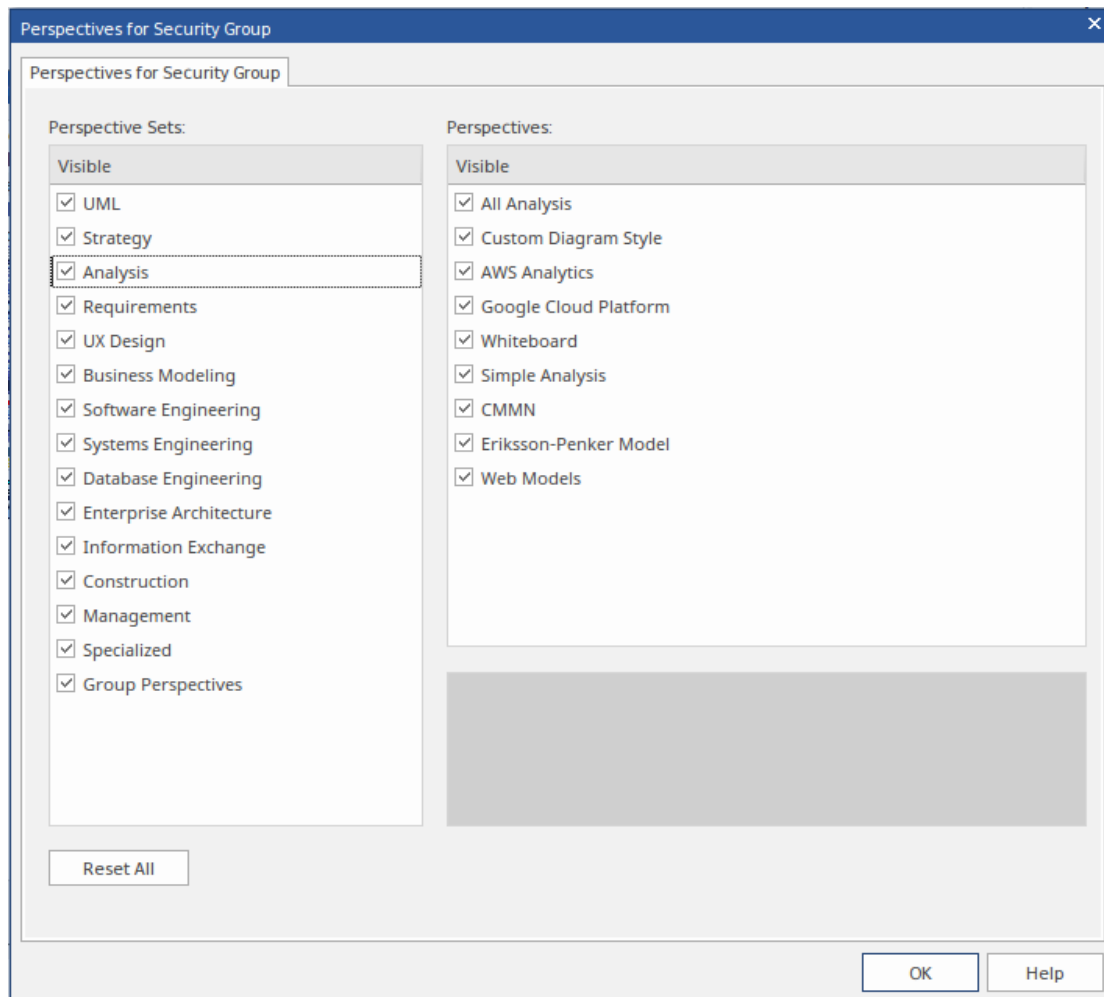 Perspectives for Security Group
Perspectives for Security Group
Perspective Sets:
Visible
UML
Strategy
Analysis
Requirements
UX Design
Business Modeling
Software Engineering
Systems Engineering
Database Engineering
Enterprise Architecture
Information Exchange
Construction
Management
Specialized
Group Perspectives
Reset All
Perspectives:
Visible
All Analysis
Custom Diagram Style
AWS Analytics
Google Cloud Platform
Whiteboard
Simple Analysis
CMMN
Eriksson-Penker Model
Web Models
OK
Help